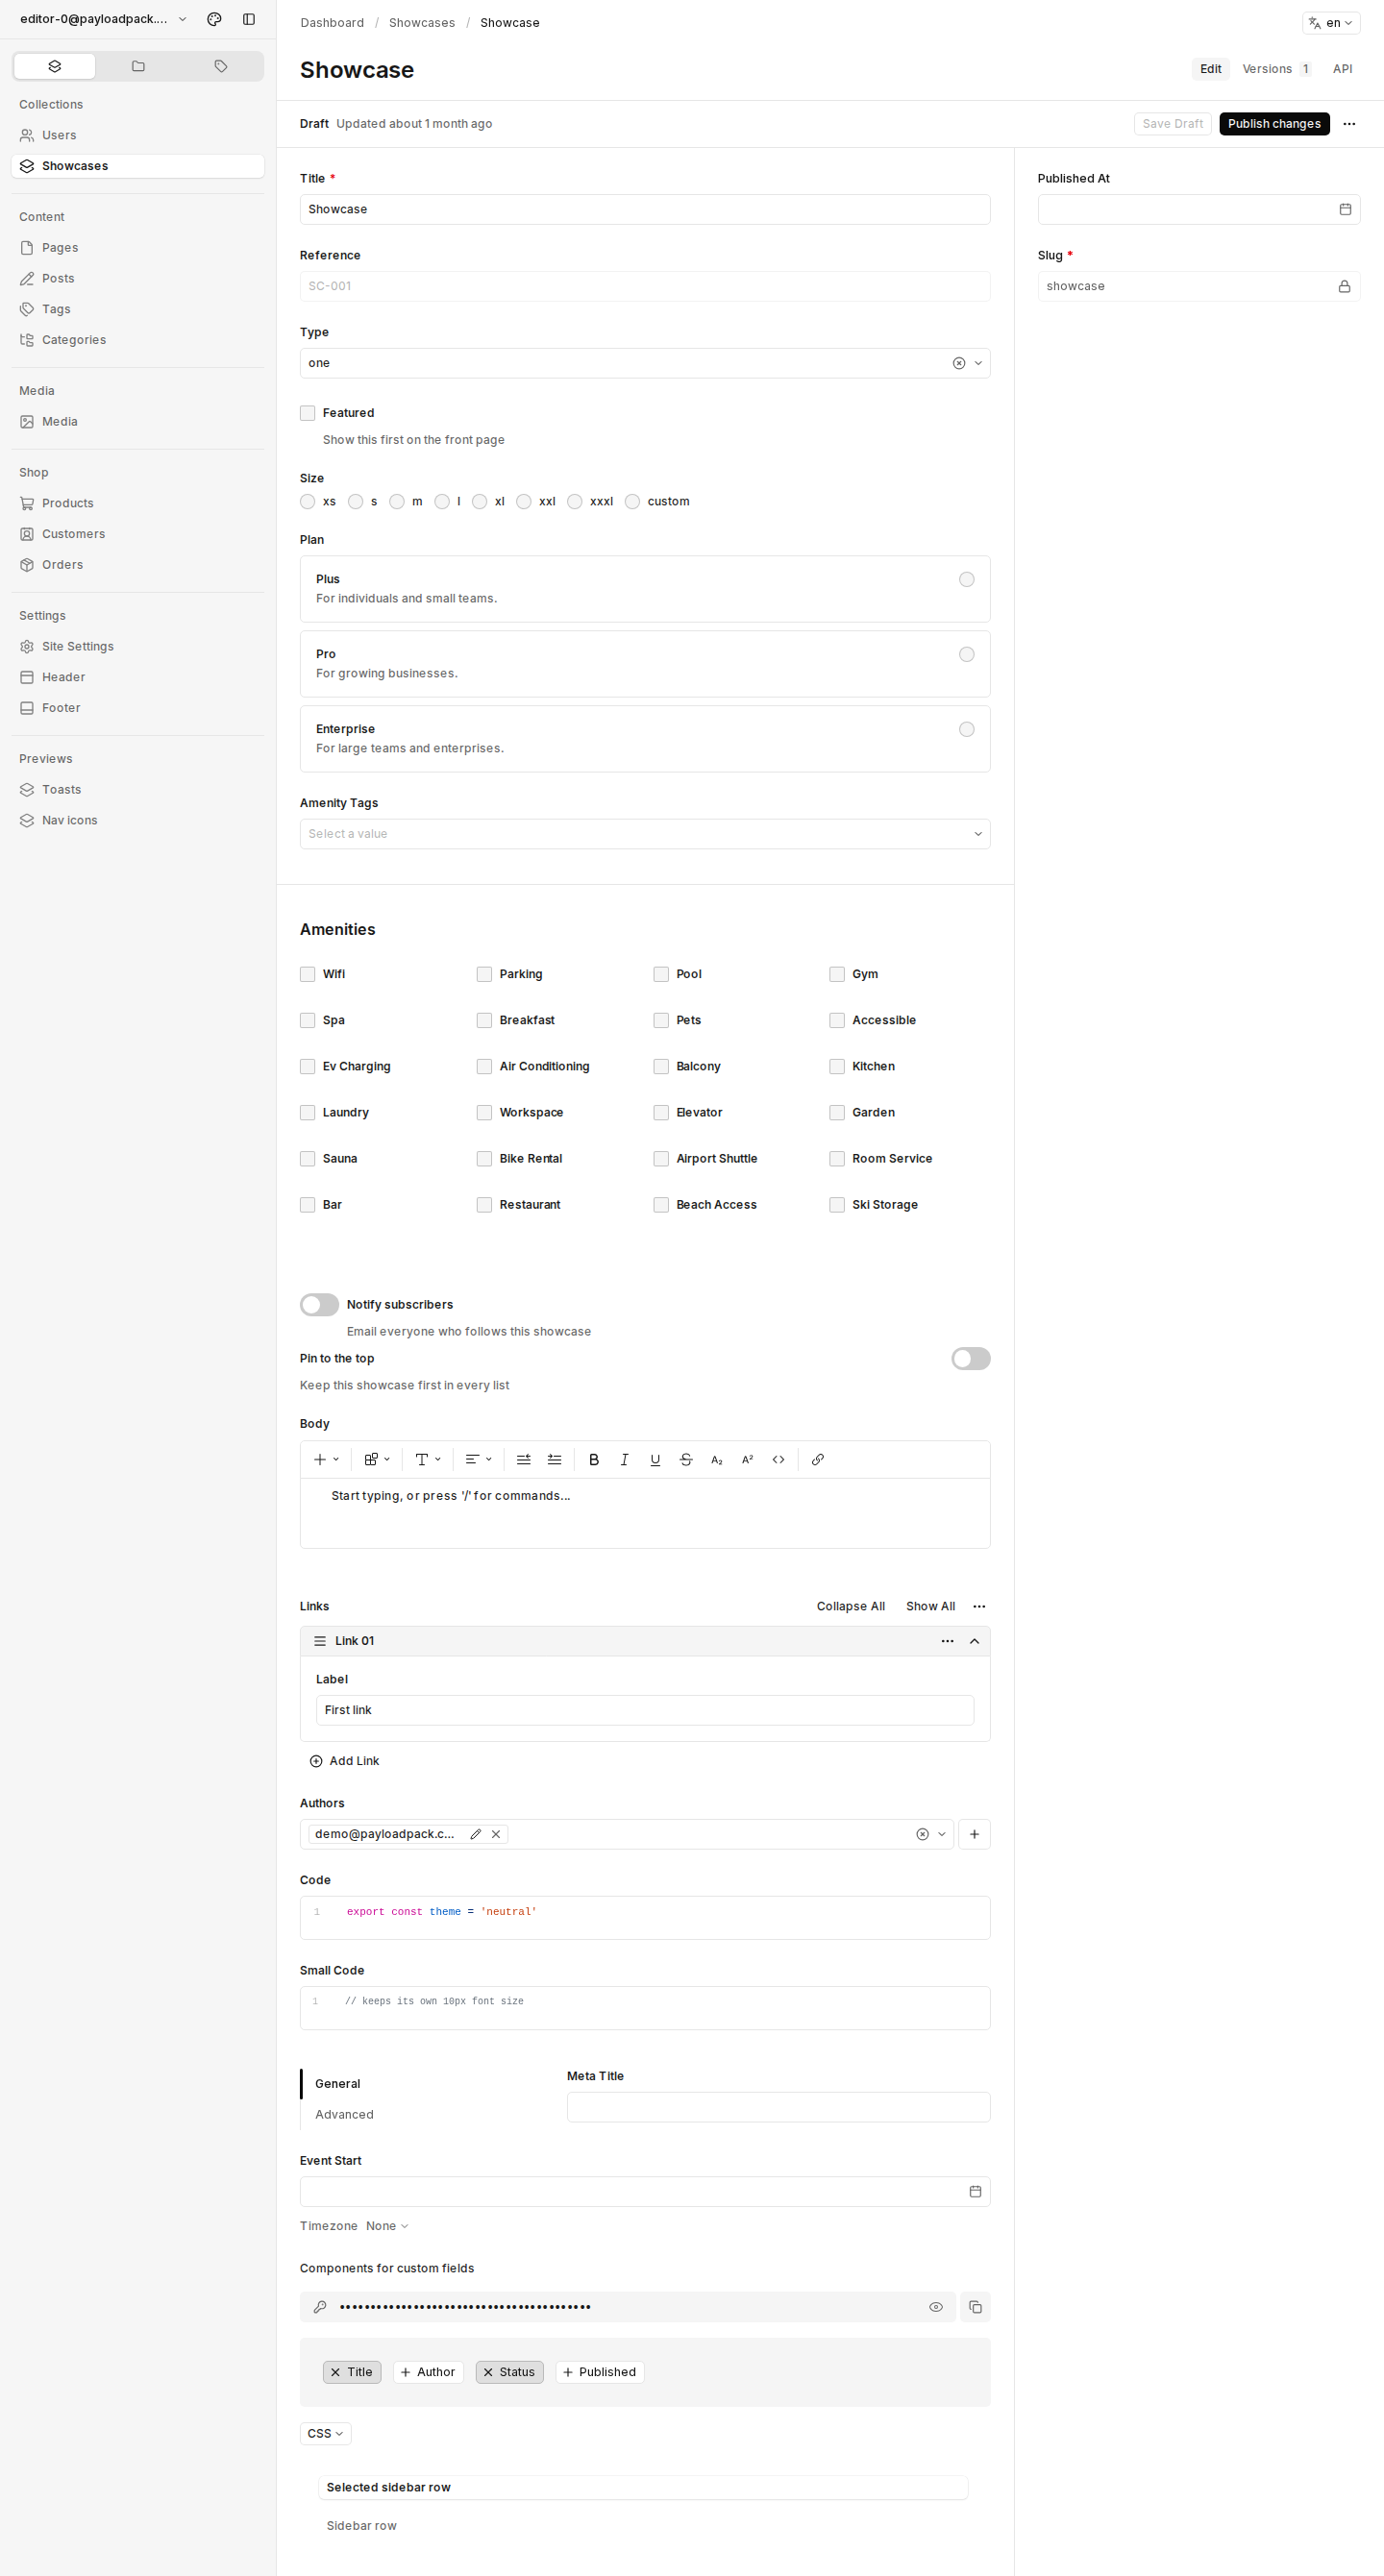 editor-0@payloadpack....
Collections
Users
Showcases
Content
Pages
Posts
Tags
Categories
Media
Media
Shop
Products
Customers
Orders
Settings
Site Settings
Header
Footer
Previews
Toasts
Nav icons
Dashboard / Showcases / Showcase
en
Showcase
Edit Versions 1 API
Draft Updated about 1 month ago
Save Draft Publish changes
Title *
Showcase
Reference
SC-001
Type
one
Featured
Show this first on the front page
Size
xs s m l xl xxl xxxl custom
Plan
Plus
For individuals and small teams.
Pro
For growing businesses.
Enterprise
For large teams and enterprises.
Amenity Tags
Select a value
Amenities
Wifi Parking Pool Gym
Spa Breakfast Pets Accessible
Ev Charging Air Conditioning Balcony Kitchen
Laundry Workspace Elevator Garden
Sauna Bike Rental Airport Shuttle Room Service
Bar Restaurant Beach Access Ski Storage
Notify subscribers
Email everyone who follows this showcase
Pin to the top
Keep this showcase first in every list
Body
Start typing, or press '/' for commands...
Links Collapse All Show All
Link 01
Label
First link
Add Link
Authors
demo@payloadpack.c...
Code
1 export const theme = 'neutral'
Small Code
1 // keeps its own 10px font size
General
Advanced
Meta Title
Event Start
Timezone None
Components for custom fields
Title Author Status Published
CSS
Selected sidebar row
Sidebar row
Published At
Slug *
showcase